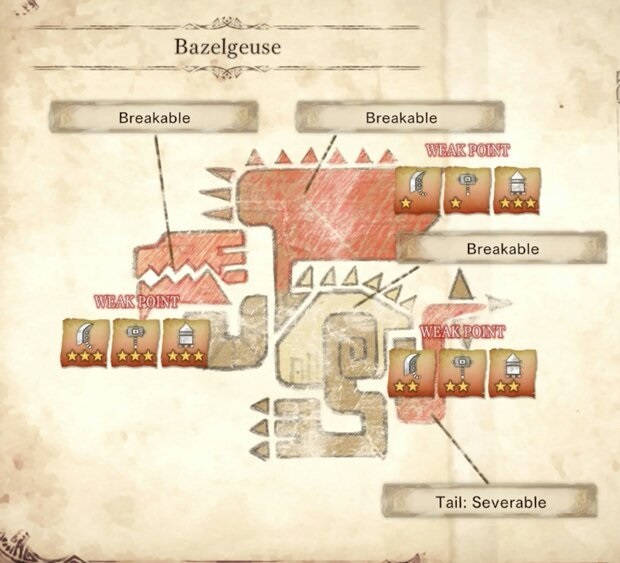 Bazelgeuse
Breakable
Breakable
WEAK POINT
Breakable
WEAK POINT
WEAK POINT
Tail: Severable